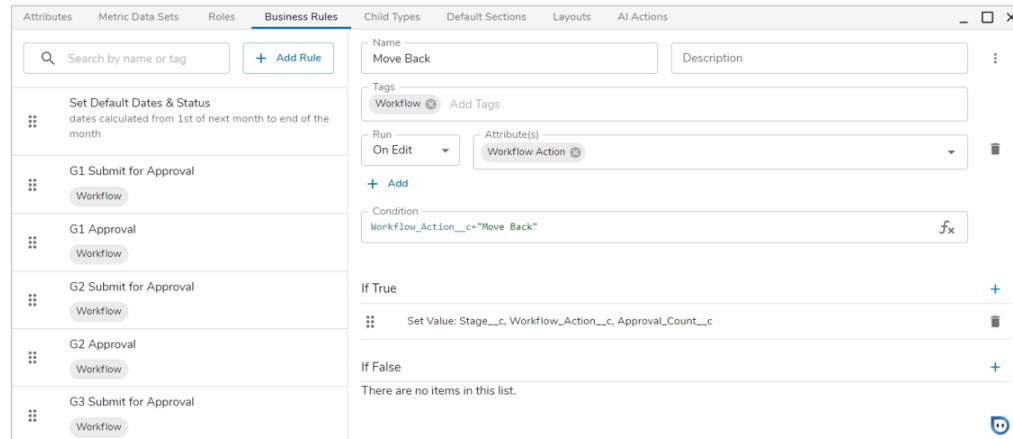 Attributes Metric Data Sets Roles Business Rules Child Types Default Sections Layouts AI Actions
Search by name or tag
+ Add Rule
Set Default Dates & Status
dates calculated from 1st of next month to end of the
month
G1 Submit for Approval
Workflow
G1 Approval
Workflow
G2 Submit for Approval
Workflow
G2 Approval
Workflow
G3 Submit for Approval
Workflow
Name
Move Back
Description
Tags
Workflow Add Tags
Run
On Edit
Attribute(s)
Workflow Action
+ Add
Condition
Workflow_Action__c="Move Back"
fx
If True
Set Value: Stage__c, Workflow_Action__c, Approval_Count__c
If False
There are no items in this list.